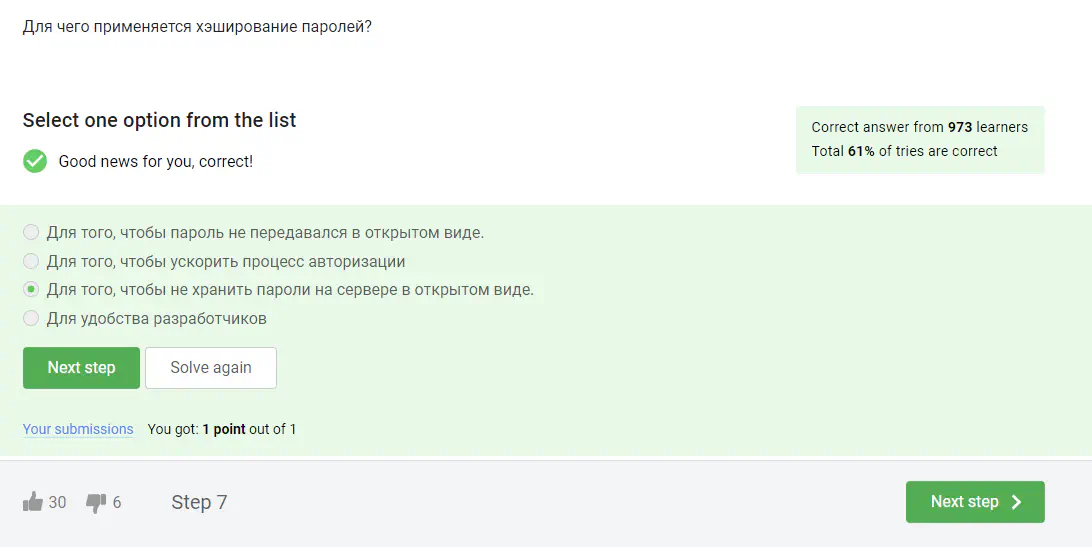 Для чего применяется хэширование паролей?
Select one option from the list
Correct answer from 973 learners
Total 61% of tries are correct
Good news for you, correct!
Для того, чтобы пароль не передавался в открытом виде.
Для того, чтобы ускорить процесс авторизации
Для того, чтобы не хранить пароли на сервере в открытом виде.
Для удобства разработчиков
Next step Solve again
Your submissions You got: 1 point out of 1
30 6 Step 7 Next step